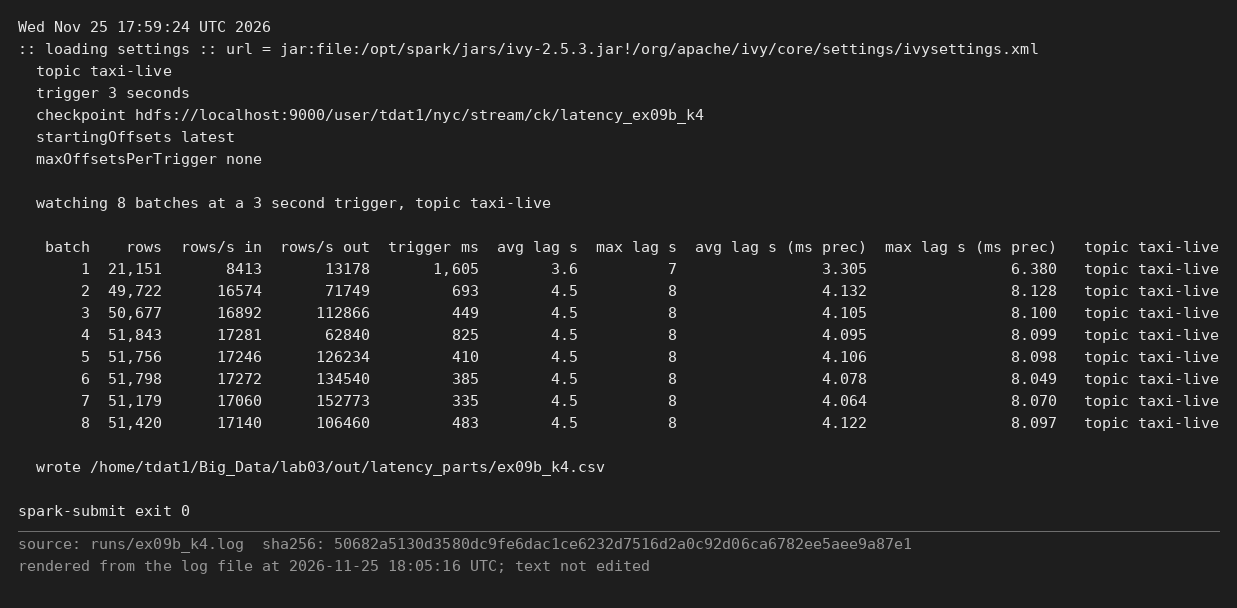 Wed Nov 25 17:59:24 UTC 2026
:: loading settings :: url = jar:file:/opt/spark/jars/ivy-2.5.3.jar!/org/apache/ivy/core/settings/ivysettings.xml
  topic taxi-live
  trigger 3 seconds
  checkpoint hdfs://localhost:9000/user/tdat1/nyc/stream/ck/latency_ex09b_k4
  startingOffsets latest
  maxOffsetsPerTrigger none

  watching 8 batches at a 3 second trigger, topic taxi-live

   batch    rows  rows/s in  rows/s out  trigger ms  avg lag s  max lag s  avg lag s (ms prec)  max lag s (ms prec)   topic taxi-live
       1  21,151       8413       13178       1,605        3.6          7                3.305                6.380   topic taxi-live
       2  49,722      16574       71749         693        4.5          8                4.132                8.128   topic taxi-live
       3  50,677      16892      112866         449        4.5          8                4.105                8.100   topic taxi-live
       4  51,843      17281       62840         825        4.5          8                4.095                8.099   topic taxi-live
       5  51,756      17246      126234         410        4.5          8                4.106                8.098   topic taxi-live
       6  51,798      17272      134540         385        4.5          8                4.078                8.049   topic taxi-live
       7  51,179      17060      152773         335        4.5          8                4.064                8.070   topic taxi-live
       8  51,420      17140      106460         483        4.5          8                4.122                8.097   topic taxi-live

  wrote /home/tdat1/Big_Data/lab03/out/latency_parts/ex09b_k4.csv

spark-submit exit 0
source: runs/ex09b_k4.log  sha256: 50682a5130d3580dc9fe6dac1ce6232d7516d2a0c92d06ca6782ee5aee9a87e1
rendered from the log file at 2026-11-25 18:05:16 UTC; text not edited